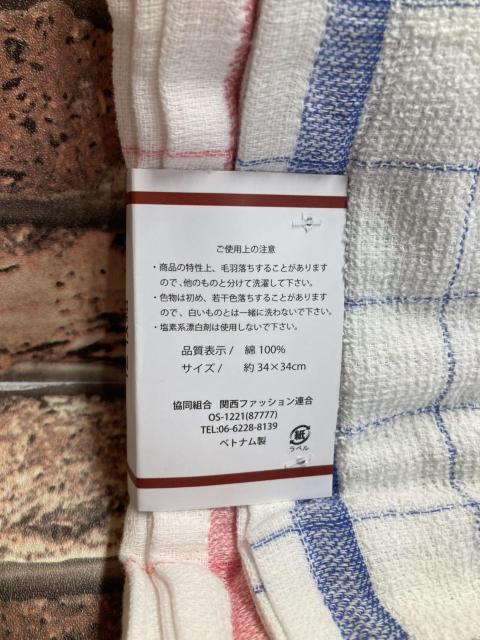 ご使用上の注意
・商品の特性上、毛羽落ちすることがあります
ので、他のものと分けて洗濯して下さい。
・色物は初め、若干色落ちすることがあります
ので、白いものとは一緒に洗わないで下さい。
・塩素系漂白剤は使用しないで下さい。
品質表示/ 綿 100%
サイズ/ 約 34×34cm
協同組合 関西ファッション連合
OS-1221(87777)
TEL:06-6228-8139
ベトナム製
紙
ラベル